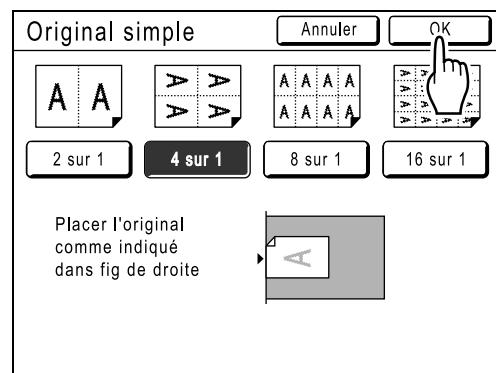 Original simple
Annuler
OK
A A
A A
A A
A A A A
A A A A
2 sur 1
4 sur 1
8 sur 1
16 sur 1
Placer l'original
comme indiqué
dans fig de droite
A